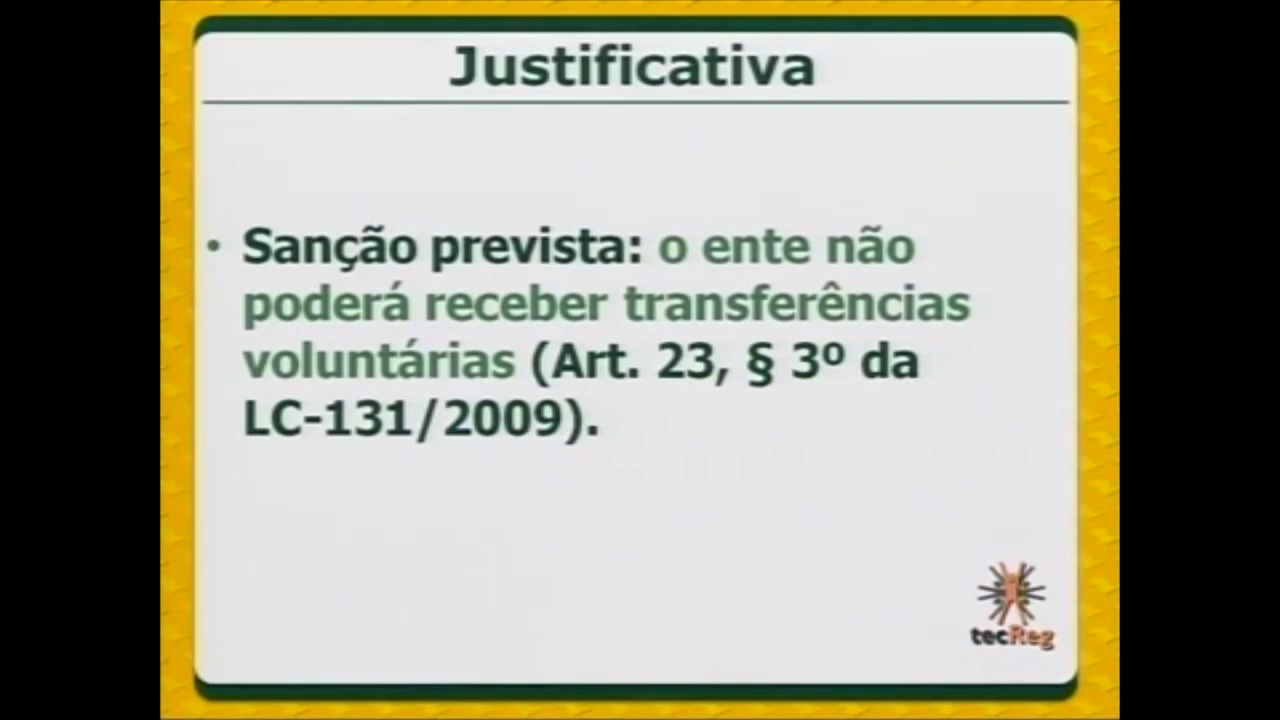 Justificativa
• Sanção prevista: o ente não
poderá receber transferências
voluntárias (Art. 23, § 3º da
LC-131/2009).
tecReg